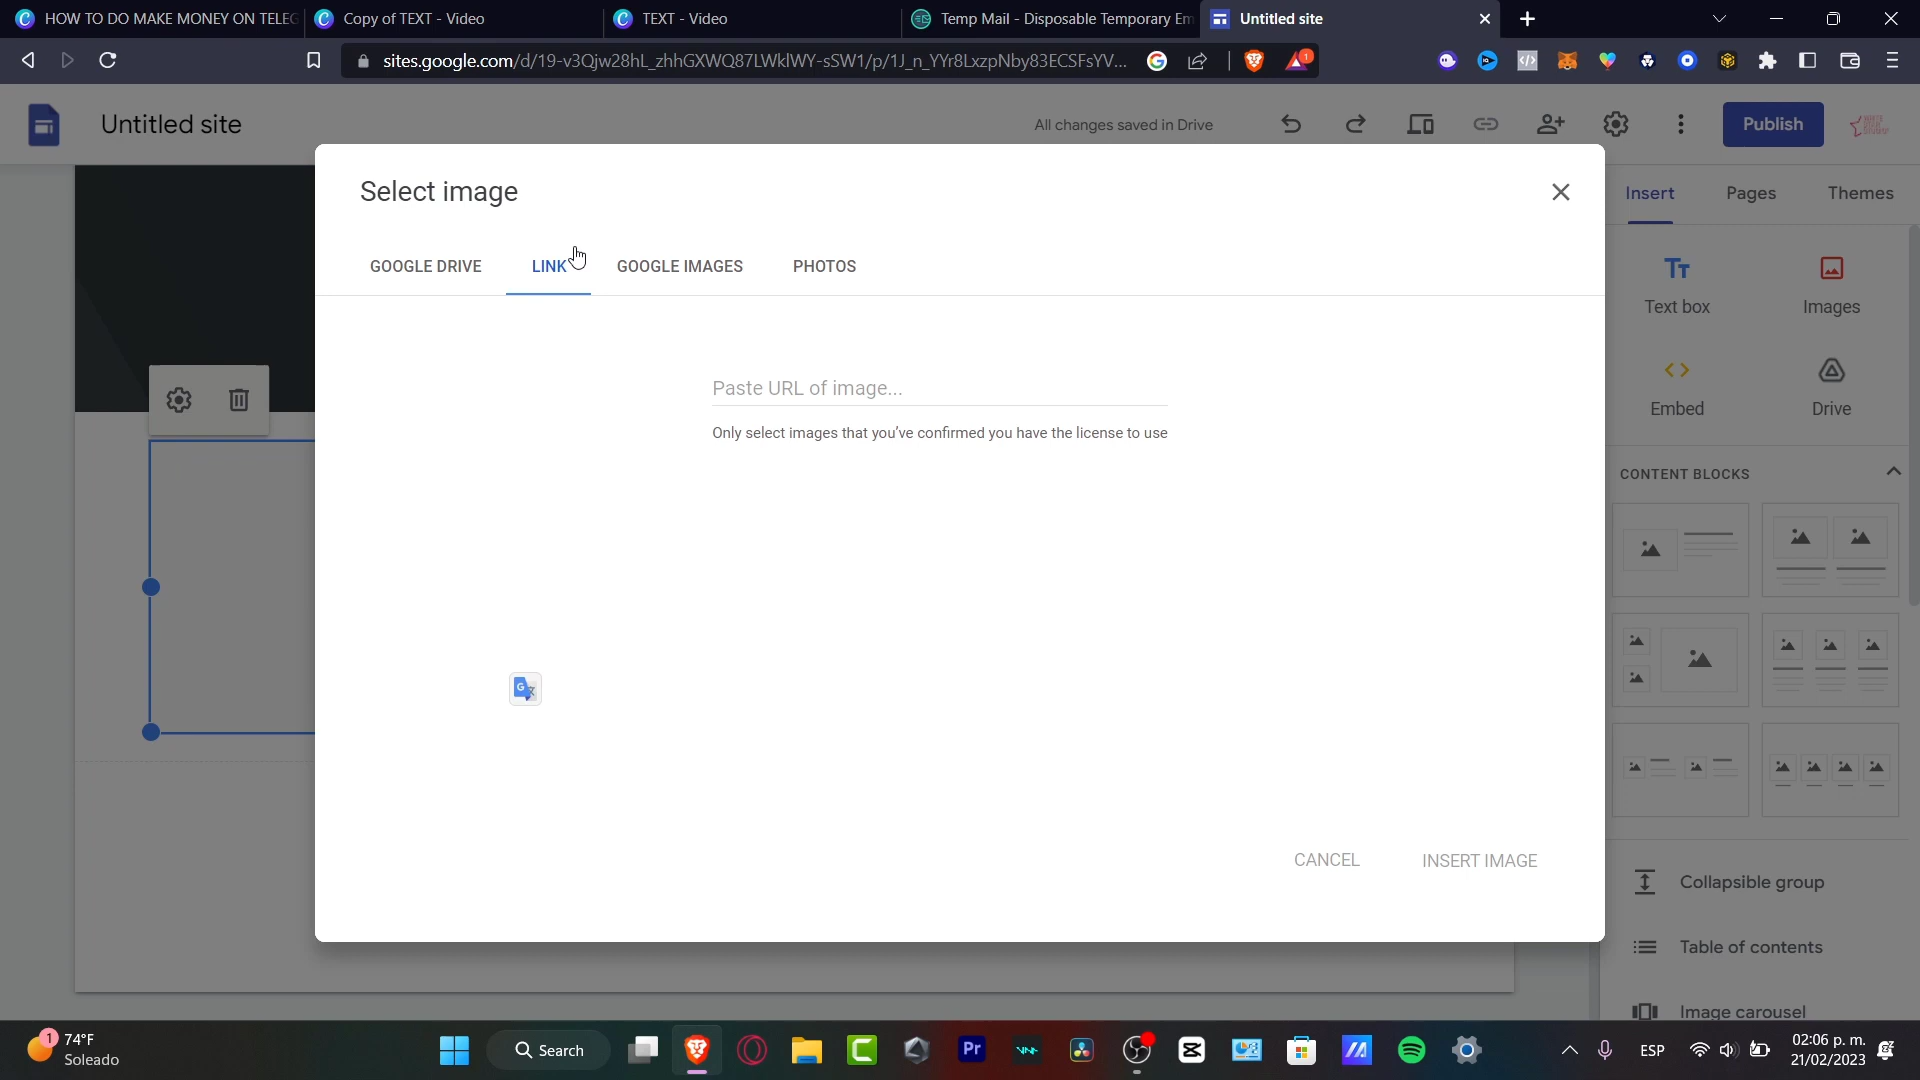 HOW TO DO MAKE MONEY ON TELEG
Copy of TEXT - Video
TEXT - Video
Temp Mail - Disposable Temporary Em
Untitled site
sites.google.com/d/19-v3Qjw28hL_zhhGXWQ87LWklWY-sSW1/p/1J_n_YYr8LxzpNby83ECSFsYV...
1
Untitled site
All changes saved in Drive
Publish
Select image
GOOGLE DRIVE
LINK
GOOGLE IMAGES
PHOTOS
Paste URL of image...
Only select images that you've confirmed you have the license to use
CANCEL
INSERT IMAGE
Insert
Pages
Themes
Text box
Images
Embed
Drive
CONTENT BLOCKS
Collapsible group
Table of contents
Image carousel
1
74°F
Soleado
Search
Pr
ESP
02:06 p. m.
21/02/2023